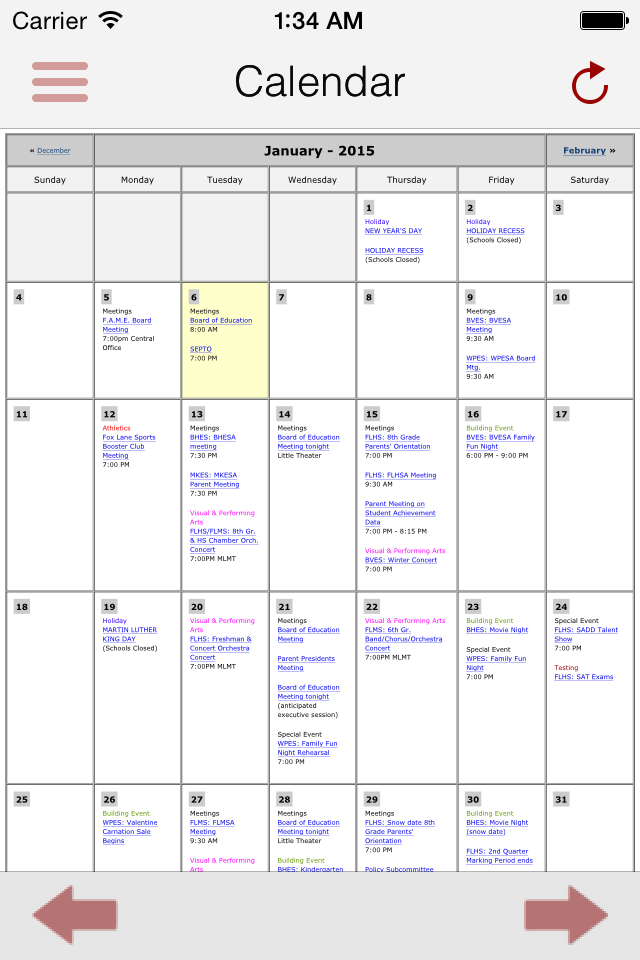 Carrier 1:34 AM
Calendar
« December
January - 2015
February »
Sunday Monday Tuesday Wednesday Thursday Friday Saturday
1
Holiday
NEW YEAR'S DAY
HOLIDAY RECESS
(Schools Closed)
2
Holiday
HOLIDAY RECESS
(Schools Closed)
3
4
5
Meetings
F.A.M.E. Board
Meeting
7:00pm Central
Office
6
Meetings
Board of Education
8:00 AM
SEPTO
7:00 PM
7
8
9
Meetings
BVES: BVESA
Meeting
9:30 AM
WPES: WPESA Board
Mtg.
9:30 AM
10
11
12
Athletics
Fox Lane Sports
Booster Club
Meeting
7:00 PM
13
Meetings
BHES: BHESA
meeting
7:30 PM
MKES: MKESA
Parent Meeting
7:30 PM
Visual & Performing
Arts
FLHS/FLMS: 8th Gr.
& HS Chamber Orch.
Concert
7:00PM MLMT
14
Meetings
Board of Education
Meeting tonight
Little Theater
15
Meetings
FLHS: 8th Grade
Parents' Orientation
7:00 PM
FLHS: FLHSA Meeting
9:30 AM
Parent Meeting on
Student Achievement
Data
7:00 PM - 8:15 PM
Visual & Performing Arts
BVES: Winter Concert
7:00 PM
16
Building Event
BVES: BVESA Family
Fun Night
6:00 PM - 9:00 PM
17
18
19
Holiday
MARTIN LUTHER
KING DAY
(Schools Closed)
20
Visual & Performing
Arts
FLHS: Freshman &
Concert Orchestra
Concert
7:00PM MLMT
21
Meetings
Board of Education
Meeting
Parent Presidents
Meeting
Board of Education
Meeting tonight
(anticipated
executive session)
Special Event
WPES: Family Fun
Night Rehearsal
7:00 PM
22
Visual & Performing Arts
FLMS: 6th Gr.
Band/Chorus/Orchestra
Concert
7:00PM MLMT
23
Building Event
BHES: Movie Night
Special Event
WPES: Family Fun
Night
7:00 PM
24
Special Event
FLHS: SADD Talent
Show
7:00 PM
Testing
FLHS: SAT Exams
25
26
Building Event
WPES: Valentine
Carnation Sale
Begins
27
Meetings
FLMS: FLMSA
Meeting
9:30 AM
Visual & Performing
Arts
28
Meetings
Board of Education
Meeting tonight
Little Theater
Building Event
BHES: Kindergarten
29
Meetings
FLHS: Snow date 8th
Grade Parents'
Orientation
7:00 PM
Policy Subcommittee
30
Building Event
BHES: Movie Night
(snow date)
FLHS: 2nd Quarter
Marking Period ends
31